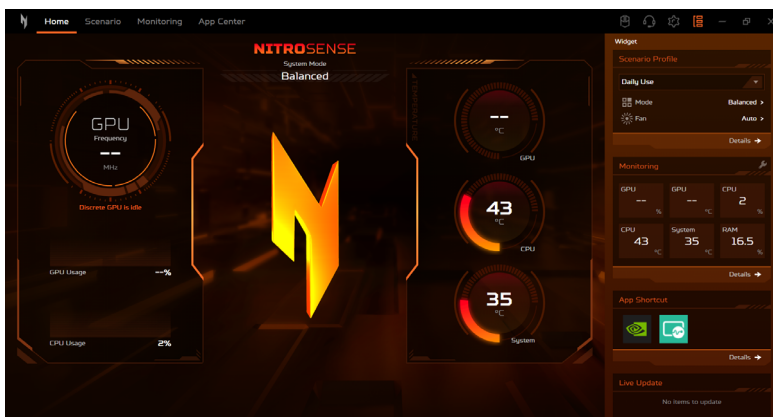 Home Scenario Monitoring App Center
NITROSENSE
System Mode
Balanced
GPU
Frequency
--
MHz
Discrete GPU is idle
GPU Usage --%
CPU Usage 2%
TEMPERATURE
--
°C
GPU
43
°C
CPU
35
°C
System
Widget
Scenario Profile
Daily Use
Mode Balanced >
Fan Auto >
Details →
Monitoring
GPU GPU CPU
-- -- 2
% °C %
CPU System RAM
43 35 16.5
°C °C %
Details →
App Shortcut
Details →
Live Update
No items to update